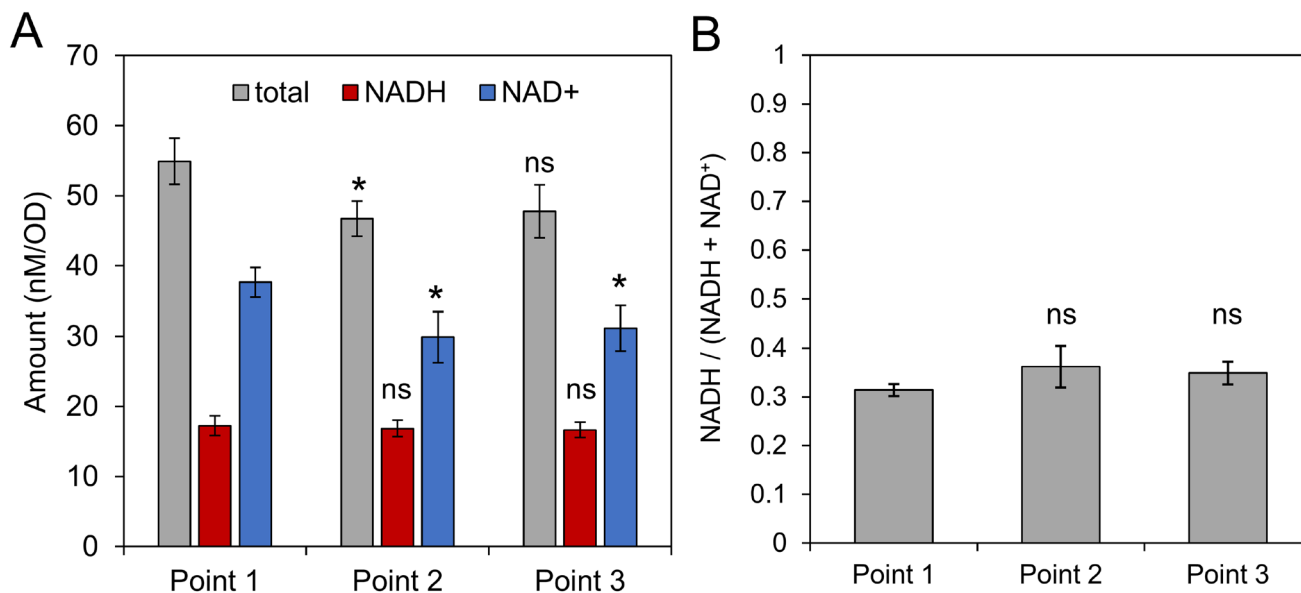 A
70
60
50
40
30
20
10
0
Amount (nM/OD)
total NADH NAD+
* ns
* *
ns ns
Point 1 Point 2 Point 3
B
1
0.9
0.8
0.7
0.6
0.5
0.4
0.3
0.2
0.1
0
NADH / (NADH + NAD⁺)
ns ns
Point 1 Point 2 Point 3